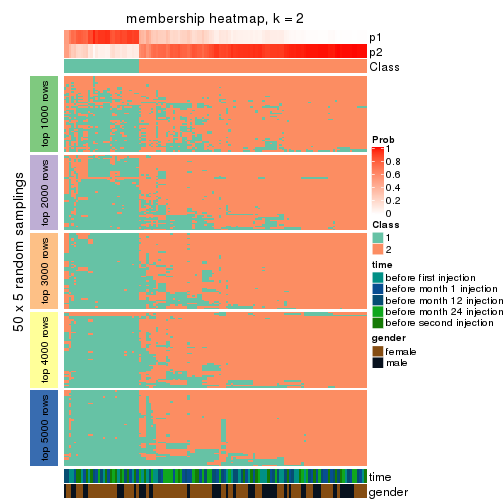 membership heatmap, k = 2
p1
p2
Class
50 x 5 random samplings
top 1000 rows
top 2000 rows
top 3000 rows
top 4000 rows
top 5000 rows
time
gender
Prob
1
0.8
0.6
0.4
0.2
0
Class
1
2
time
before first injection
before month 1 injection
before month 12 injection
before month 24 injection
before second injection
gender
female
male